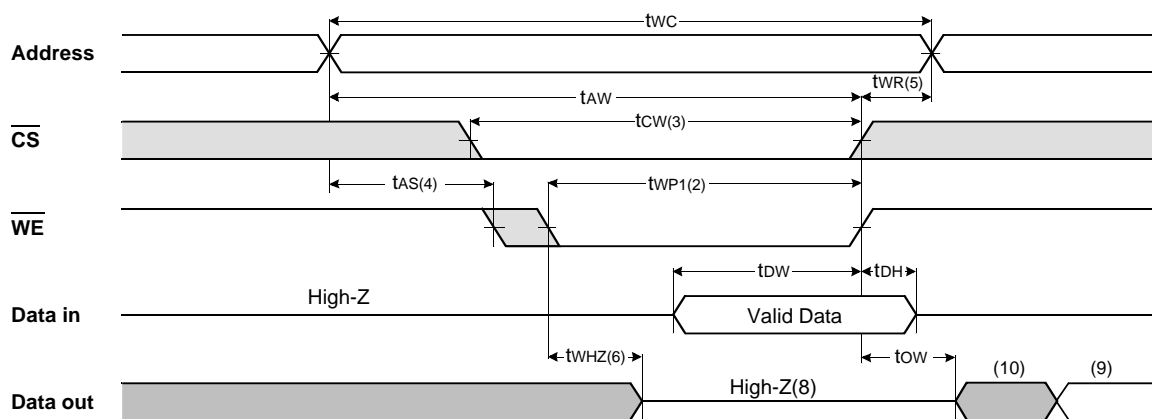 tWC
Address
tWR(5)
tAW
tCW(3)
CS
tAS(4)
tWP1(2)
WE
tDW
tDH
High-Z
Data in
Valid Data
tWHZ(6)
tOW
High-Z(8)
(10)
(9)
Data out